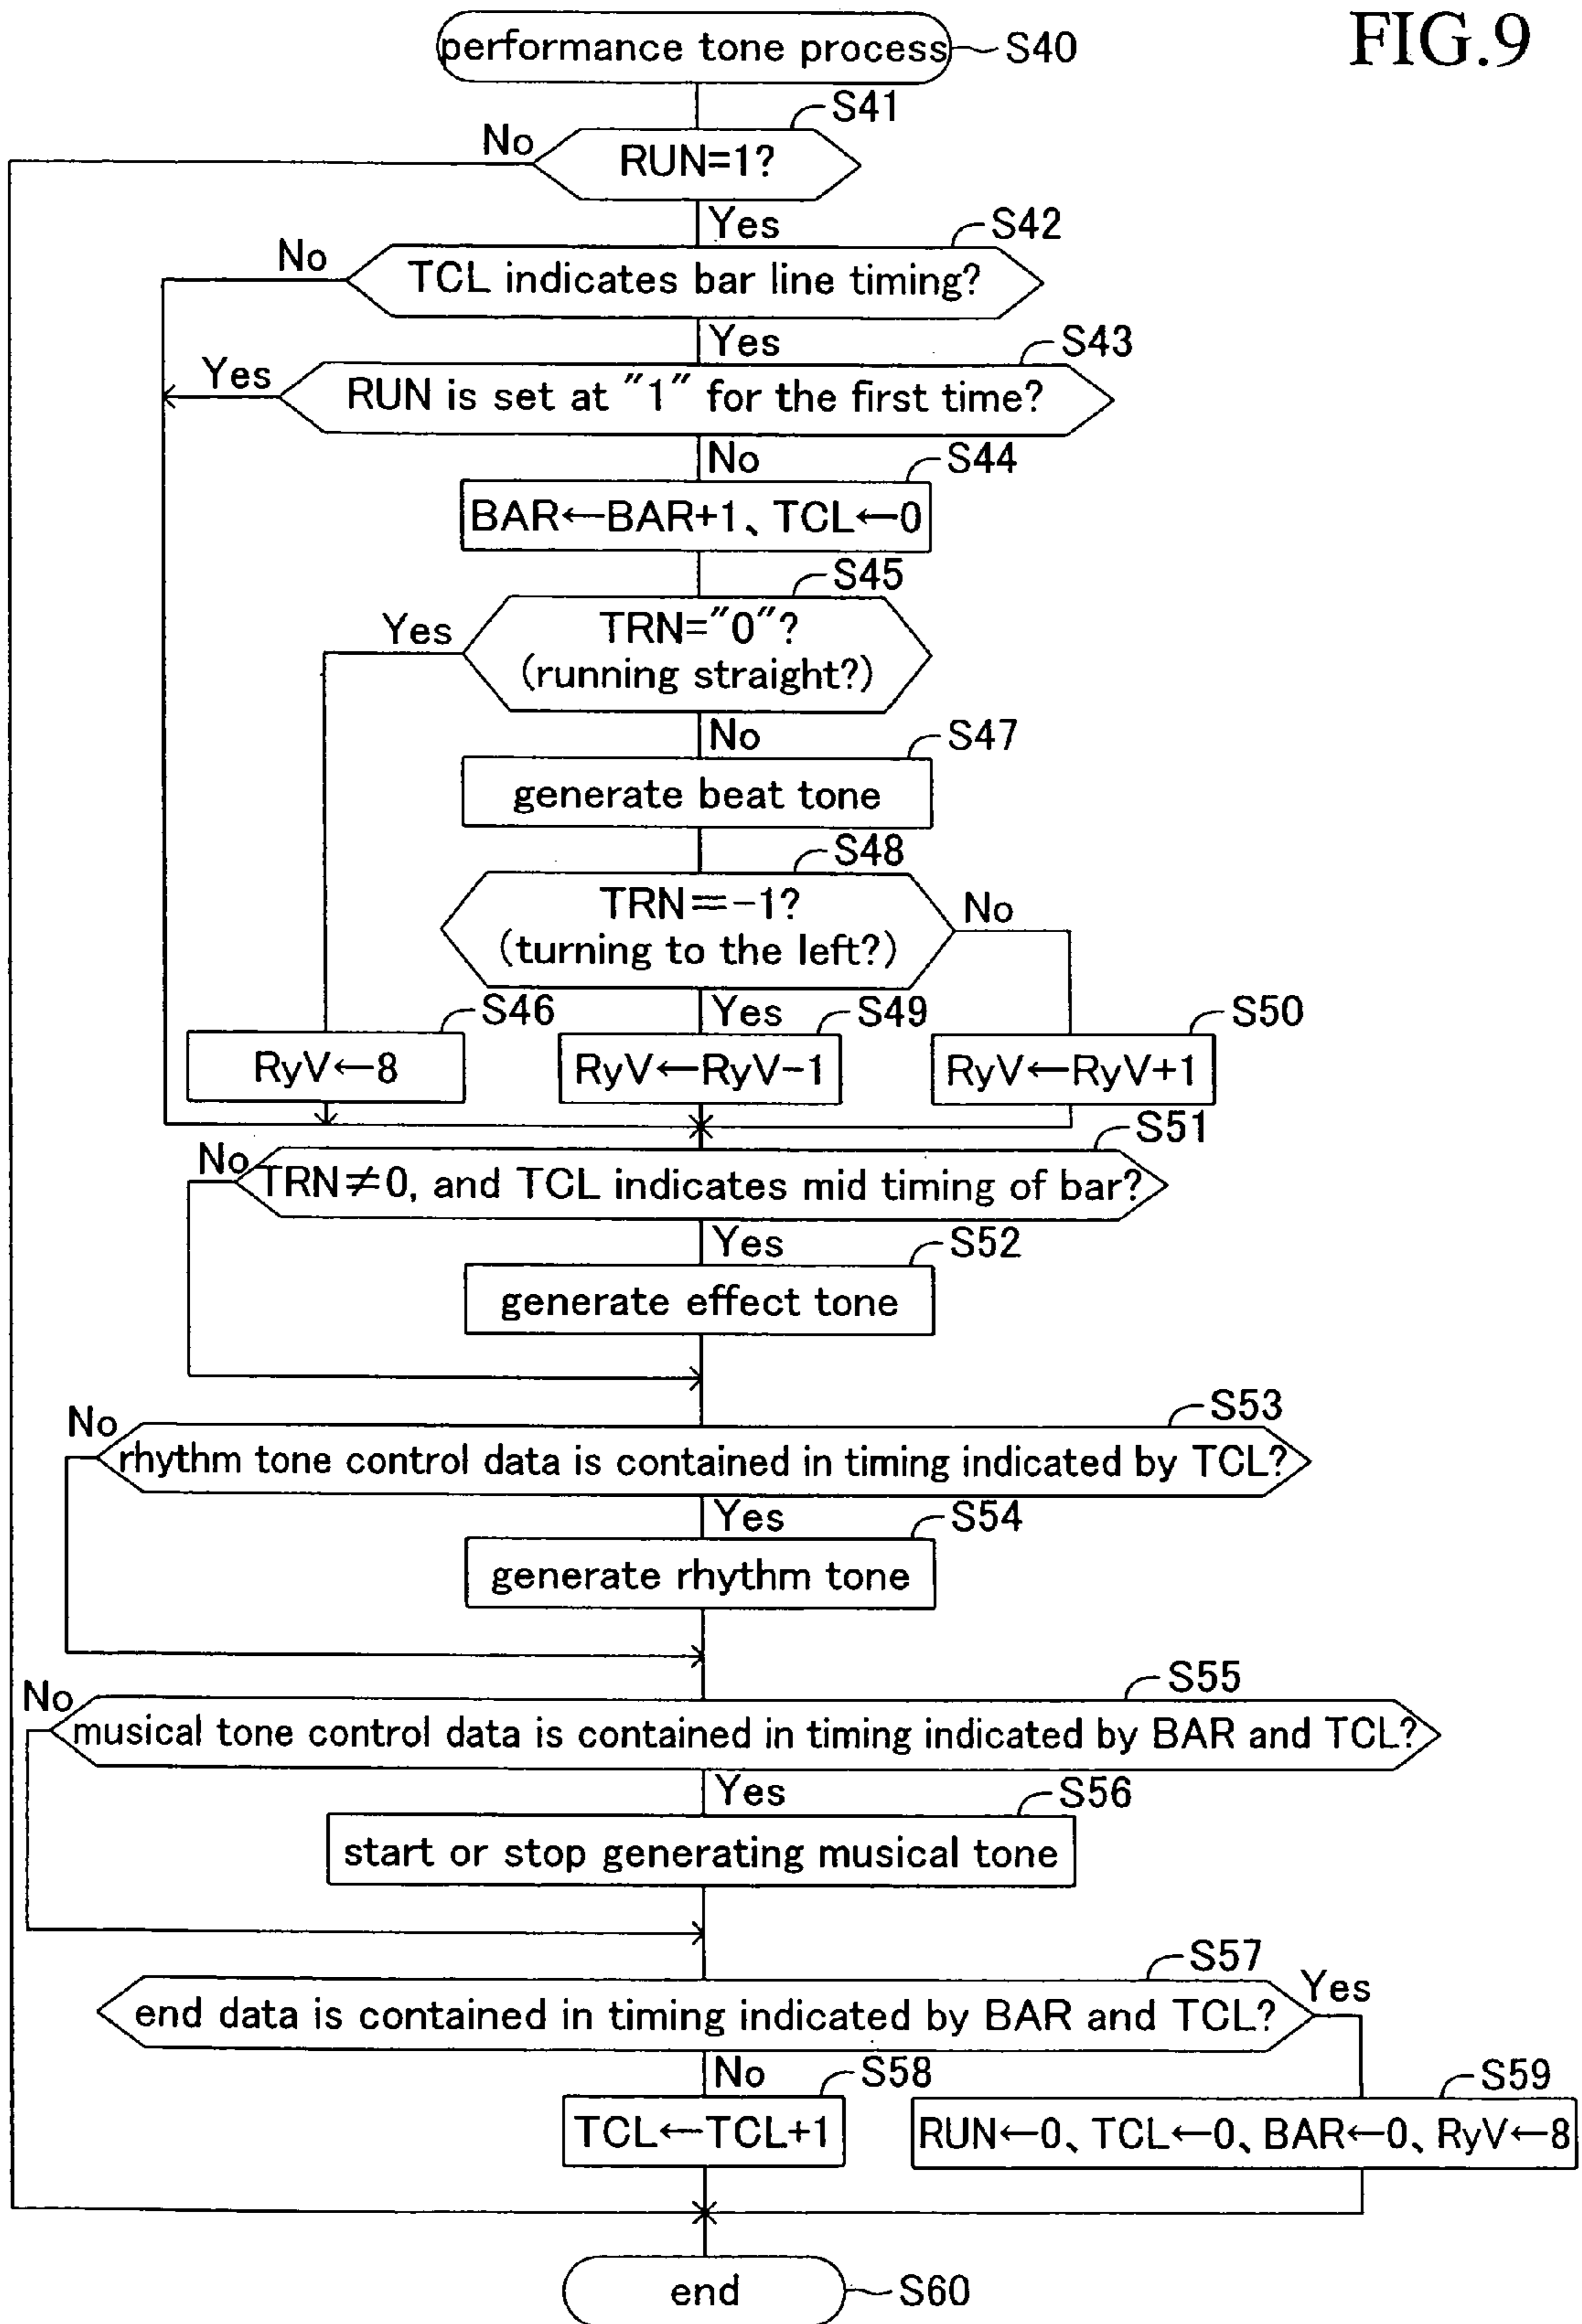 FIG.9
performance tone process
S40
S41
No
RUN=1?
Yes
S42
No
TCL indicates bar line timing?
Yes
S43
Yes
RUN is set at "1" for the first time?
No
S44
BAR←BAR+1、TCL←0
S45
Yes
TRN="0"?
(running straight?)
No
S47
generate beat tone
S48
TRN=-1?
(turning to the left?)
No
S46
Yes
S49
S50
RyV←8
RyV←RyV-1
RyV←RyV+1
S51
No
TRN≠0, and TCL indicates mid timing of bar?
Yes
S52
generate effect tone
S53
No
rhythm tone control data is contained in timing indicated by TCL?
Yes
S54
generate rhythm tone
S55
No
musical tone control data is contained in timing indicated by BAR and TCL?
Yes
S56
start or stop generating musical tone
S57
Yes
end data is contained in timing indicated by BAR and TCL?
No
S58
S59
TCL←TCL+1
RUN←0、TCL←0、BAR←0、RyV←8
end
S60